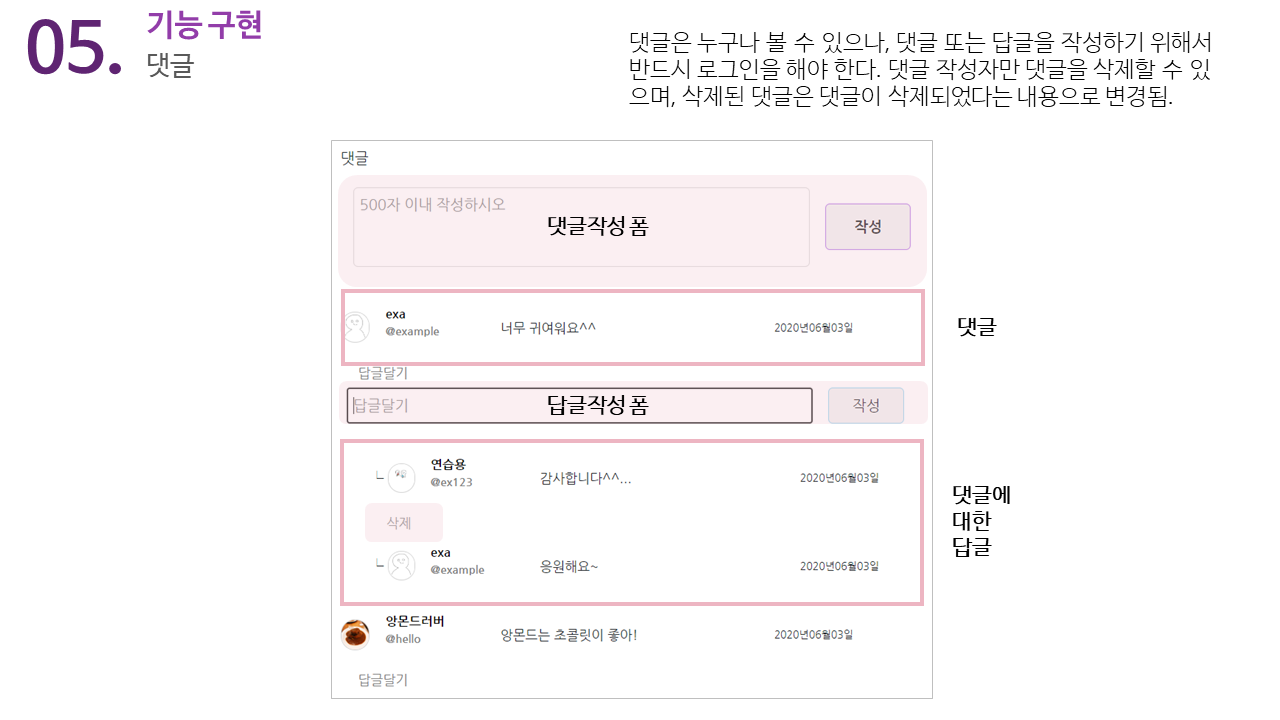 05.
기능 구현
댓글
댓글은 누구나 볼 수 있으나, 댓글 또는 답글을 작성하기 위해서
반드시 로그인을 해야 한다. 댓글 작성자만 댓글을 삭제할 수 있
으며, 삭제된 댓글은 댓글이 삭제되었다는 내용으로 변경됨.
댓글
500자 이내 작성하시오
댓글작성 폼
작성
exa
@example
너무 귀여워요^^
2020년06월03일
댓글
답글달기
답글달기
답글작성 폼
작성
연습용
@ex123
감사합니다^^...
2020년06월03일
삭제
exa
@example
응원해요~
2020년06월03일
댓글에
대한
답글
앙몬드러버
@hello
앙몬드는 초콜릿이 좋아!
2020년06월03일
답글달기